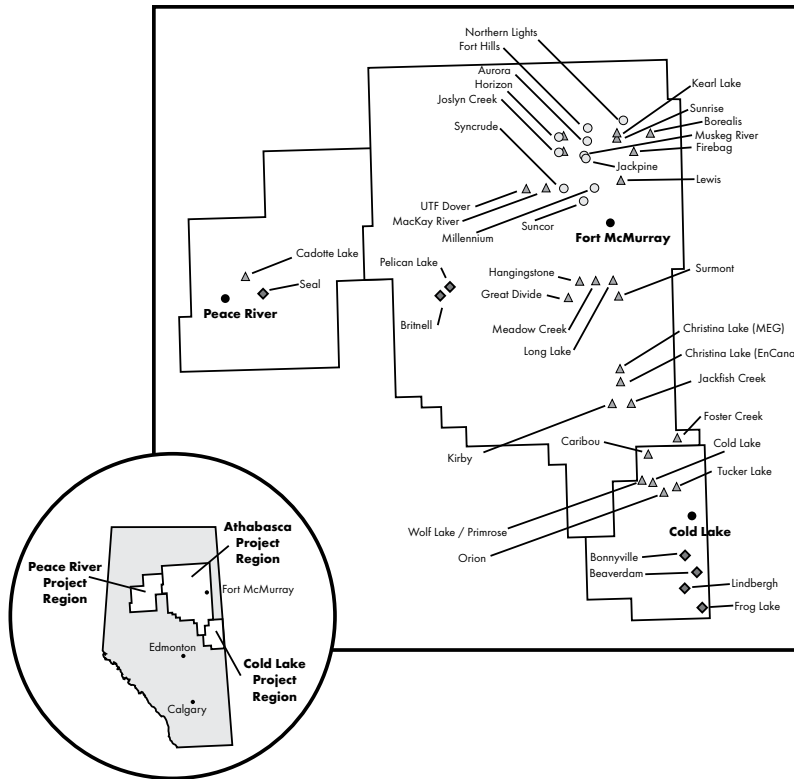 Northern Lights
Fort Hills
Aurora
Horizon
Joslyn Creek
Syncrude
Kearl Lake
Sunrise
Borealis
Muskeg River
Firebag
Jackpine
Lewis
UTF Dover
MacKay River
Millennium
Suncor
Fort McMurray
Cadotte Lake
Seal
Peace River
Pelican Lake
Britnell
Hangingstone
Great Divide
Meadow Creek
Long Lake
Surmont
Christina Lake (MEG)
Christina Lake (EnCana
Jackfish Creek
Kirby
Foster Creek
Caribou
Cold Lake
Tucker Lake
Wolf Lake / Primrose
Orion
Cold Lake
Bonnyville
Beaverdam
Lindbergh
Frog Lake
Athabasca
Project
Region
Peace River
Project
Region
Fort McMurray
Edmonton
Cold Lake
Project
Region
Calgary